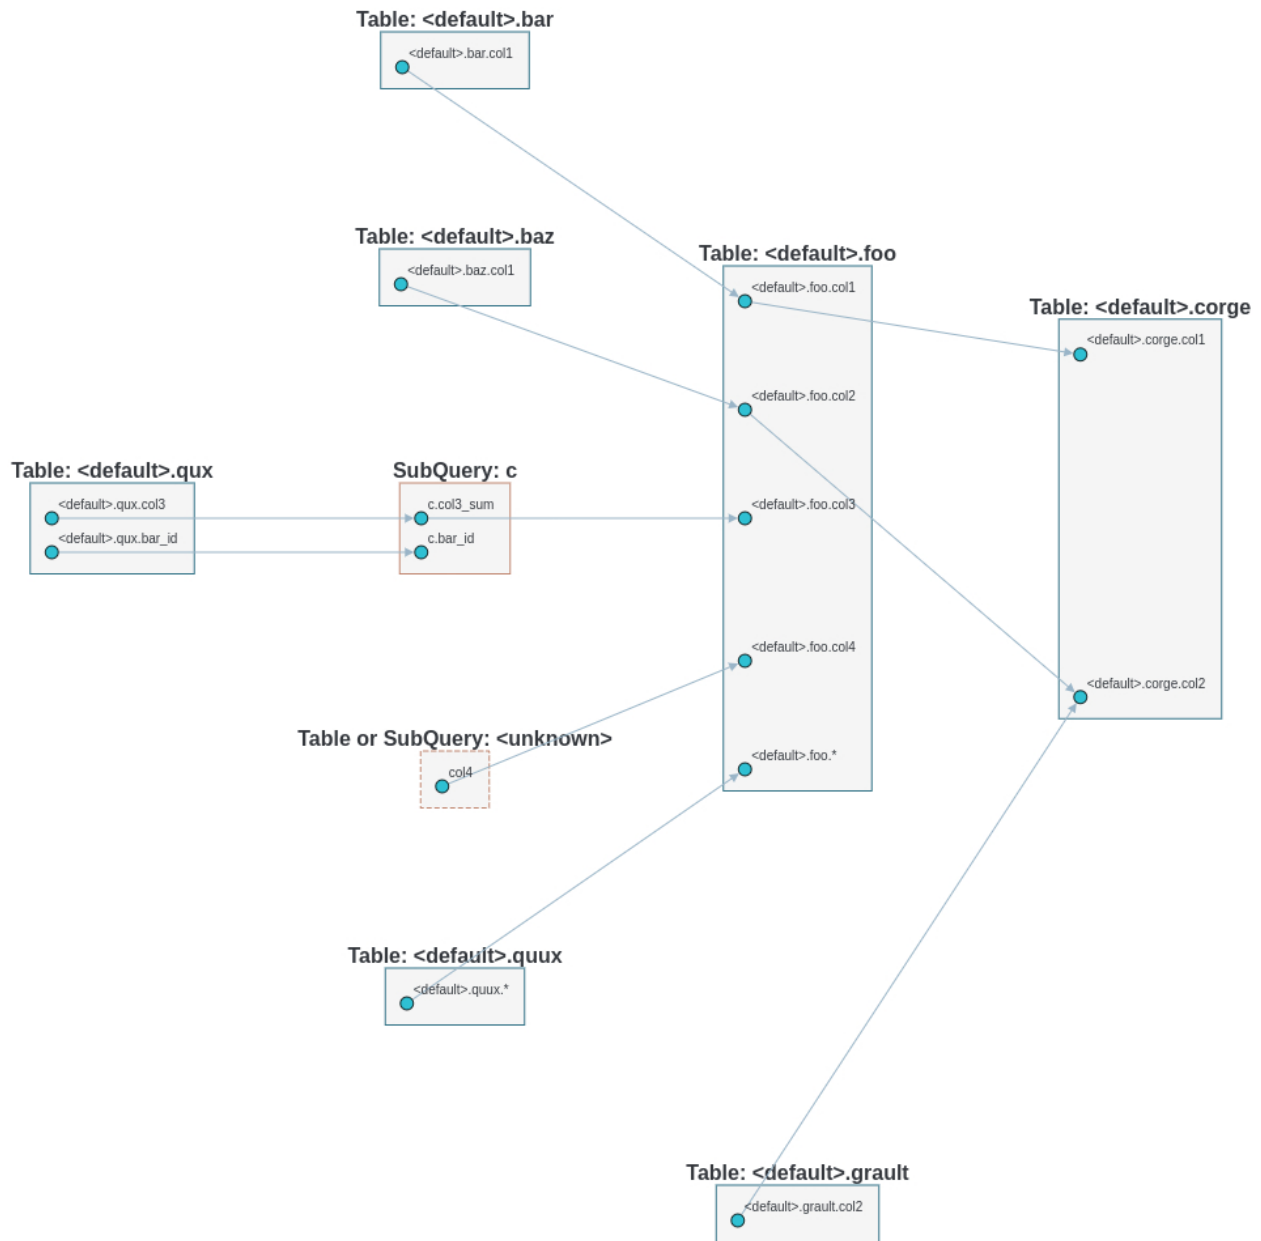 Table: <default>.bar
<default>.bar.col1
Table: <default>.baz
<default>.baz.col1
Table: <default>.foo
<default>.foo.col1
<default>.foo.col2
<default>.foo.col3
<default>.foo.col4
<default>.foo.*
Table: <default>.corge
<default>.corge.col1
<default>.corge.col2
Table: <default>.qux
<default>.qux.col3
<default>.qux.bar_id
SubQuery: c
c.col3_sum
c.bar_id
Table or SubQuery: <unknown>
col4
Table: <default>.quux
<default>.quux.*
Table: <default>.grault
<default>.grault.col2